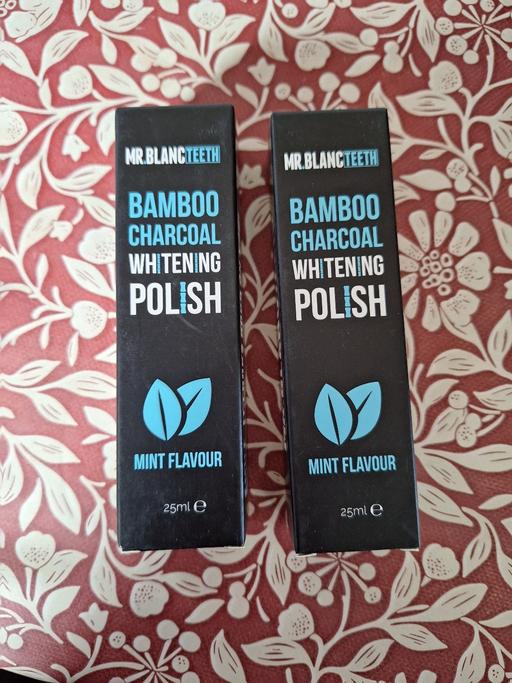 MR.BLANCTEETH
BAMBOO
CHARCOAL
WHITENING
POLISH
MINT FLAVOUR
25ml ℮
MR.BLANCTEETH
BAMBOO
CHARCOAL
WHITENING
POLISH
MINT FLAVOUR
25ml ℮